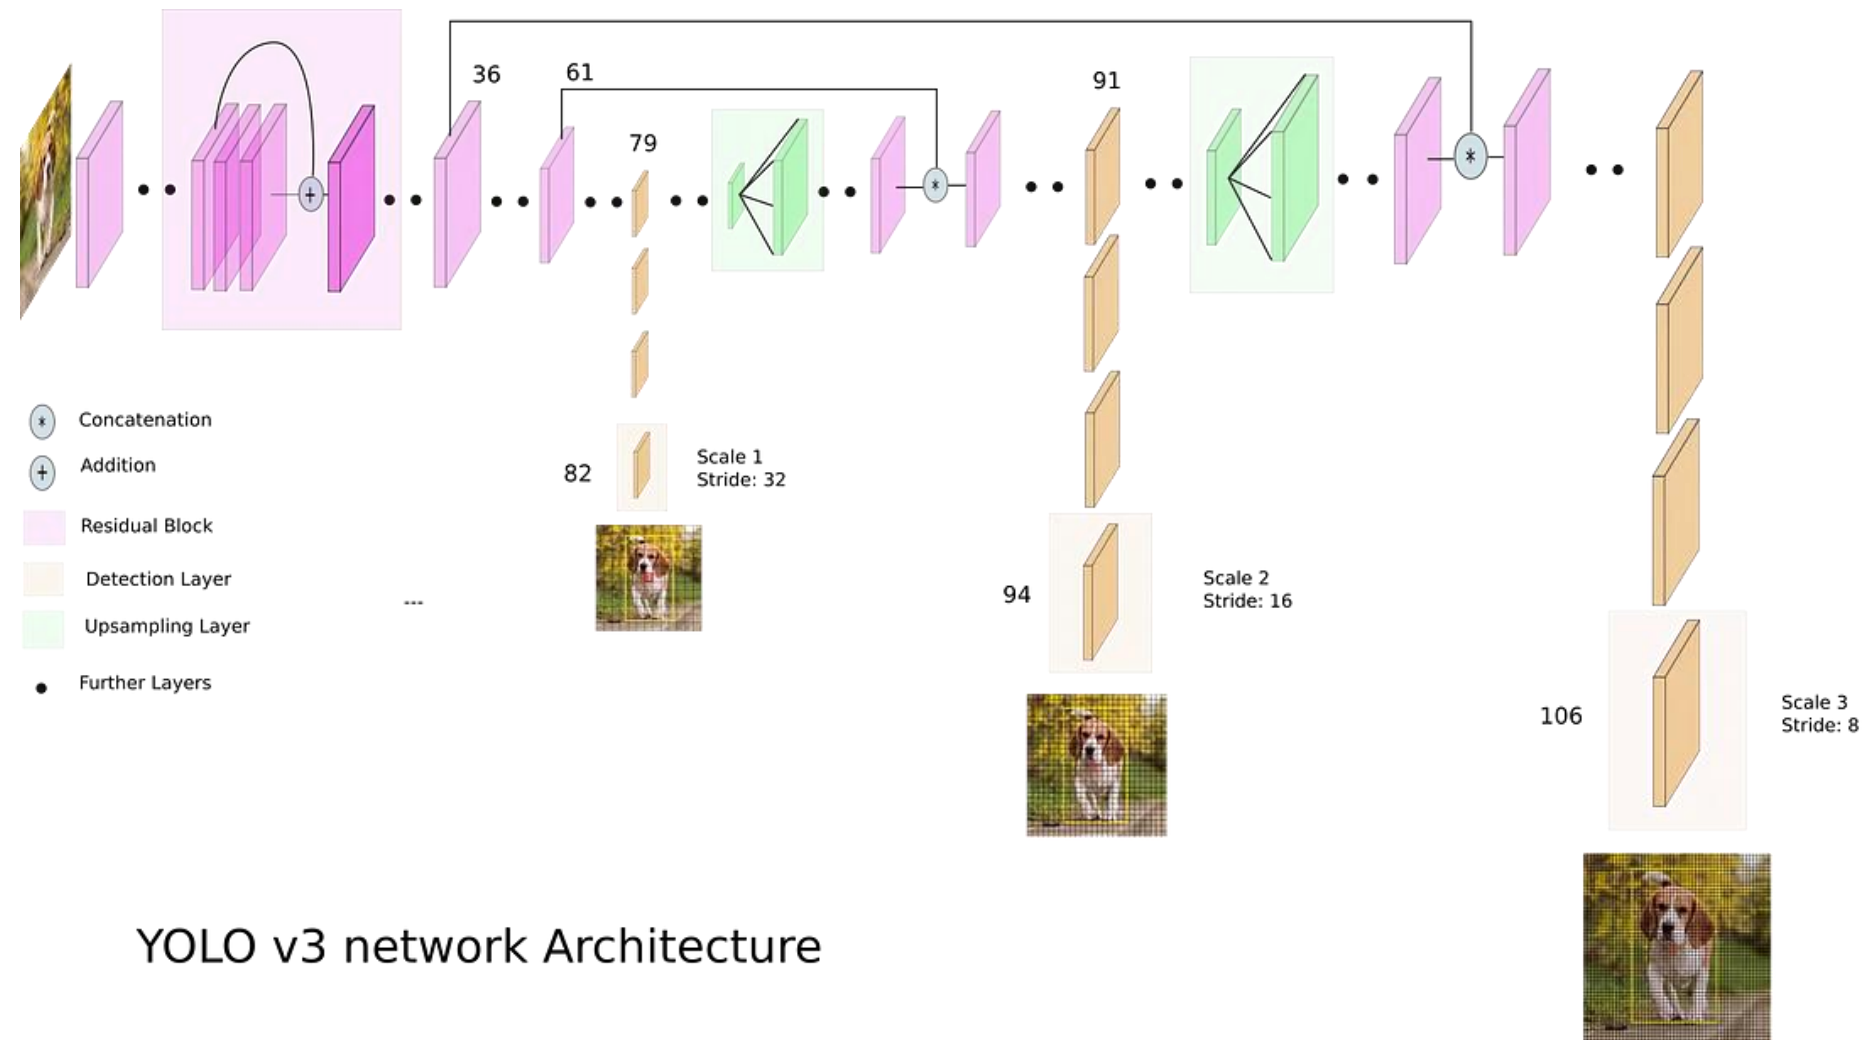 36
61
91
79
*
*
+
Concatenation
*
Addition
+
82
Scale 1
Stride: 32
Residual Block
Detection Layer
Scale 2
Stride: 16
94
---
Upsampling Layer
Further Layers
106
Scale 3
Stride: 8
YOLO v3 network Architecture